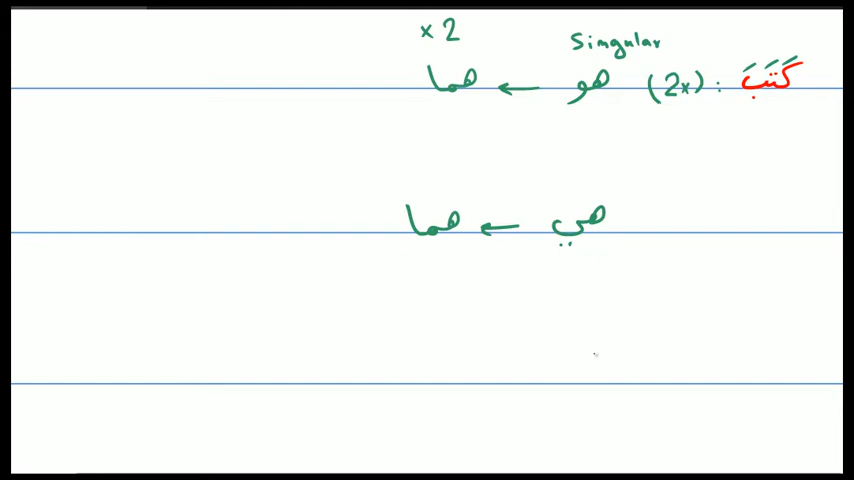 Singular x 2
كَتَبَ : (2x) هو ← هما
هي ← هما